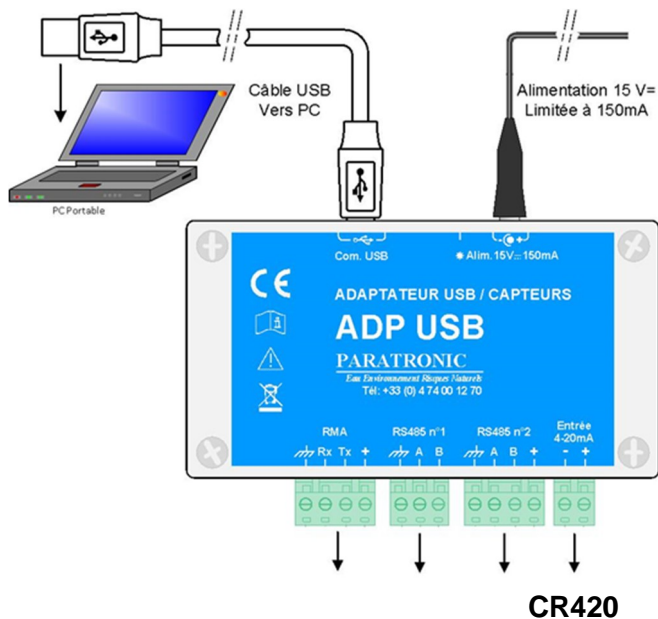 Câble USB
Vers PC
Alimentation 15 V=
Limitée à 150mA
PC Portable
Com. USB
Alim. 15V⎓ 150mA
CE
ADAPTATEUR USB / CAPTEURS
ADP USB
PARATRONIC
Eau Environnement Risques Naturels
Tél: +33 (0) 4 74 00 12 70
RMA
RS485 n°1
RS485 n°2
Entrée
4-20mA
Rx Tx +
A B
A B +
- +
CR420